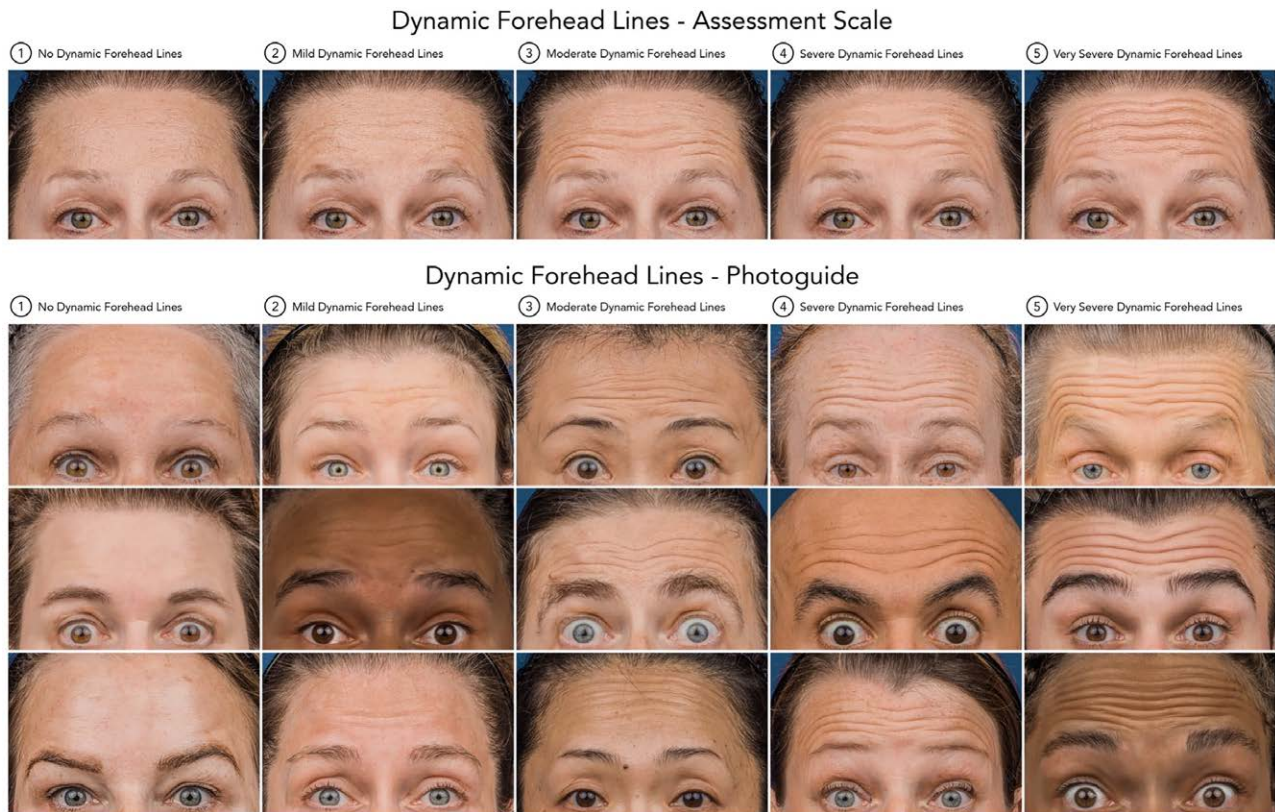 Dynamic Forehead Lines - Assessment Scale
1 No Dynamic Forehead Lines
2 Mild Dynamic Forehead Lines
3 Moderate Dynamic Forehead Lines
4 Severe Dynamic Forehead Lines
5 Very Severe Dynamic Forehead Lines
Dynamic Forehead Lines - Photoguide
1 No Dynamic Forehead Lines
2 Mild Dynamic Forehead Lines
3 Moderate Dynamic Forehead Lines
4 Severe Dynamic Forehead Lines
5 Very Severe Dynamic Forehead Lines